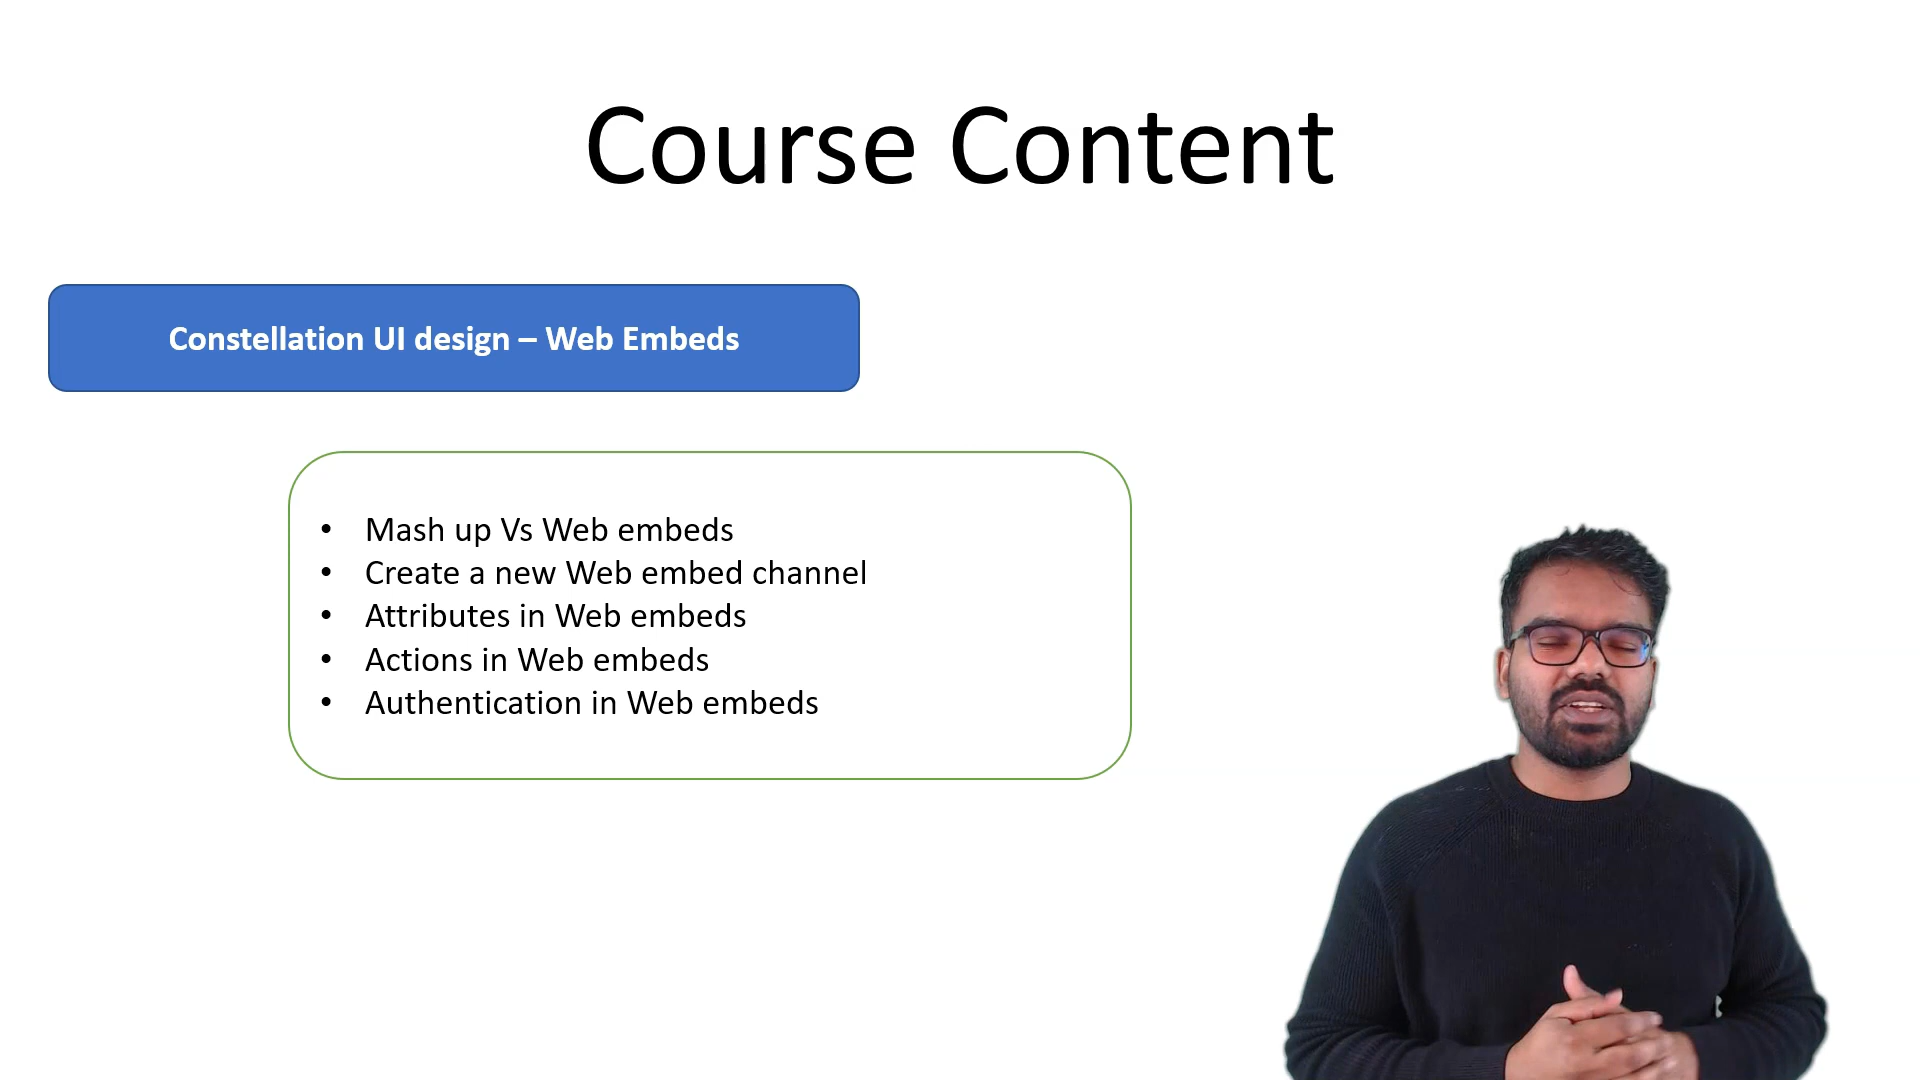 Course Content
Constellation UI design – Web Embeds
• Mash up Vs Web embeds
• Create a new Web embed channel
• Attributes in Web embeds
• Actions in Web embeds
• Authentication in Web embeds